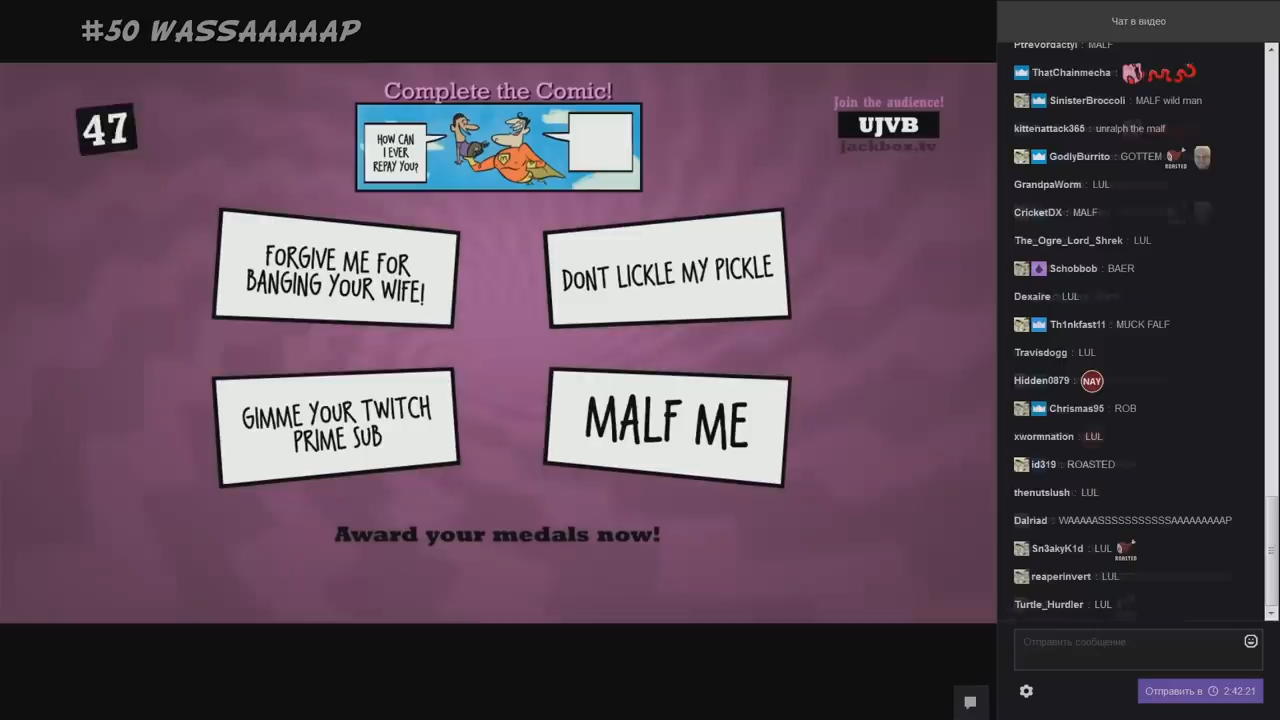 #50 WASSAAAAAP
47
Complete the Comic!
HOW CAN
I EVER
REPAY YOU?
Join the audience!
UJVB
jackbox.tv
FORGIVE ME FOR
BANGING YOUR WIFE!
DONT LICKLE MY PICKLE
GIMME YOUR TWITCH
PRIME SUB
MALF ME
Award your medals now!
Чат в видео
Ptrevordactyl : MALF
ThatChainmecha :
SinisterBroccoli : MALF wild man
kittenattack365 : unralph the malf
GodlyBurrito : GOTTEM ROASTED
GrandpaWorm : LUL
CricketDX : MALF
The_Ogre_Lord_Shrek : LUL
Schobbob : BAER
Dexaire : LUL
Th1nkfast11 : MUCK FALF
Travisdogg : LUL
Hidden0879 : NAY
Chrismas95 : ROB
xwormnation : LUL
id319 : ROASTED
thenutslush : LUL
Dalriad : WAAAAASSSSSSSSSSSAAAAAAAAAP
Sn3akyK1d : LUL ROASTED
reaperinvert : LUL
Turtle_Hurdler : LUL
Отправить сообщение
Отправить в 2:42:21